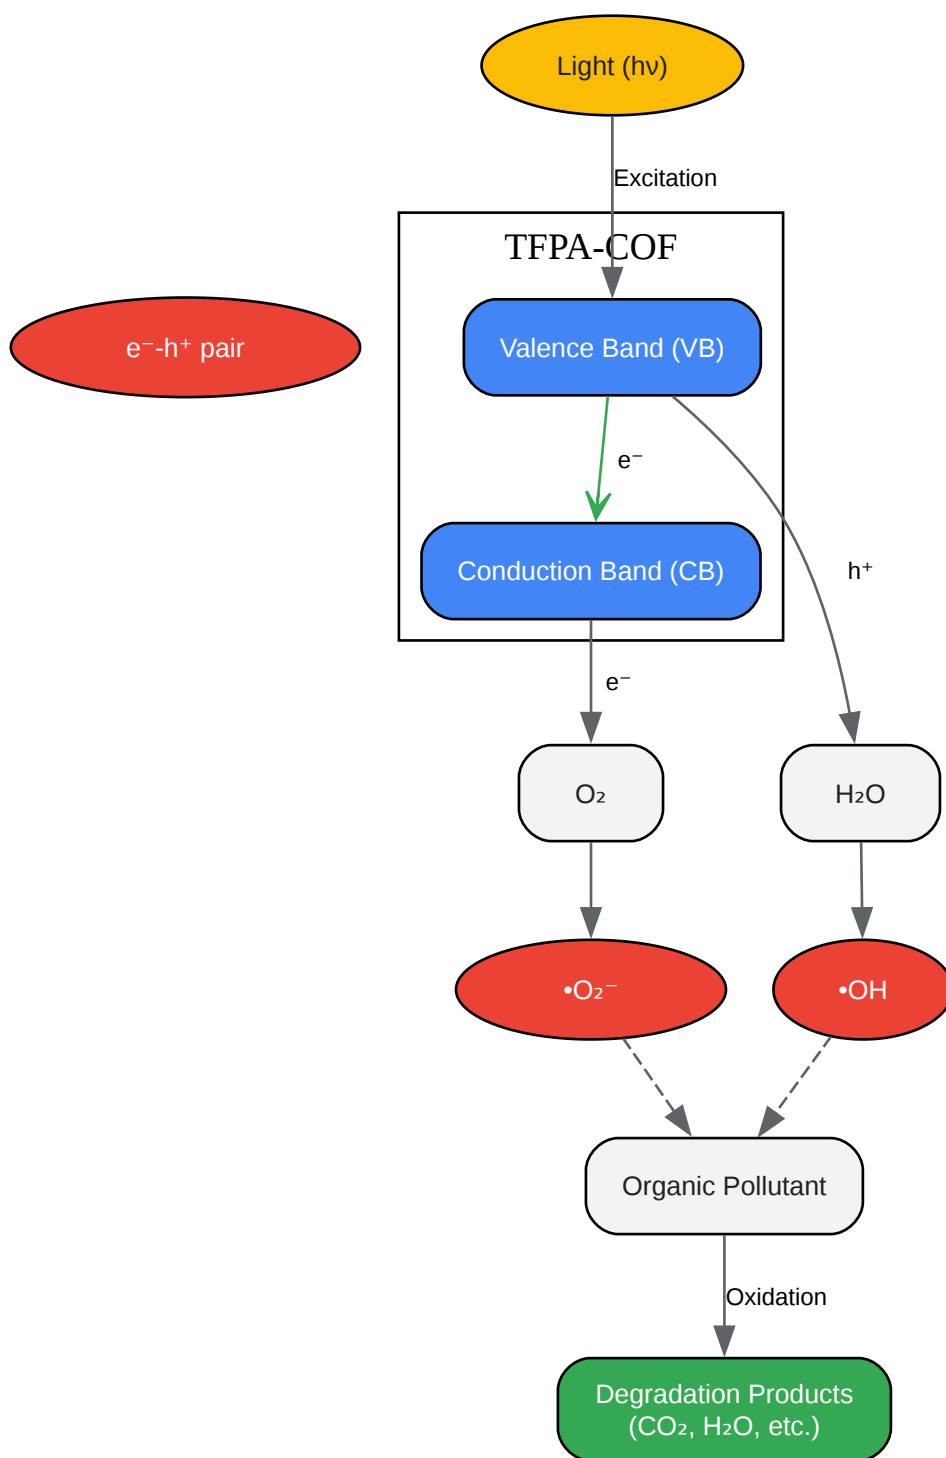 Light (hν)
Excitation
TFPA-COF
e⁻-h⁺ pair
Valence Band (VB)
e⁻
Conduction Band (CB)
h⁺
e⁻
O₂
H₂O
•O₂⁻
•OH
Organic Pollutant
Oxidation
Degradation Products
(CO₂, H₂O, etc.)